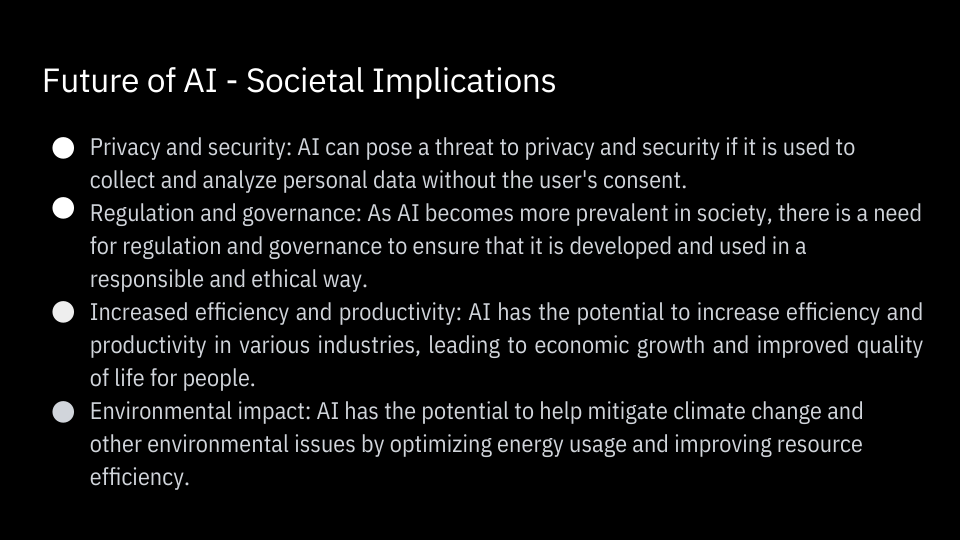 Future of AI - Societal Implications
● Privacy and security: AI can pose a threat to privacy and security if it is used to
collect and analyze personal data without the user's consent.
● Regulation and governance: As AI becomes more prevalent in society, there is a need
for regulation and governance to ensure that it is developed and used in a
responsible and ethical way.
● Increased efficiency and productivity: AI has the potential to increase efficiency and
productivity in various industries, leading to economic growth and improved quality
of life for people.
● Environmental impact: AI has the potential to help mitigate climate change and
other environmental issues by optimizing energy usage and improving resource
efficiency.